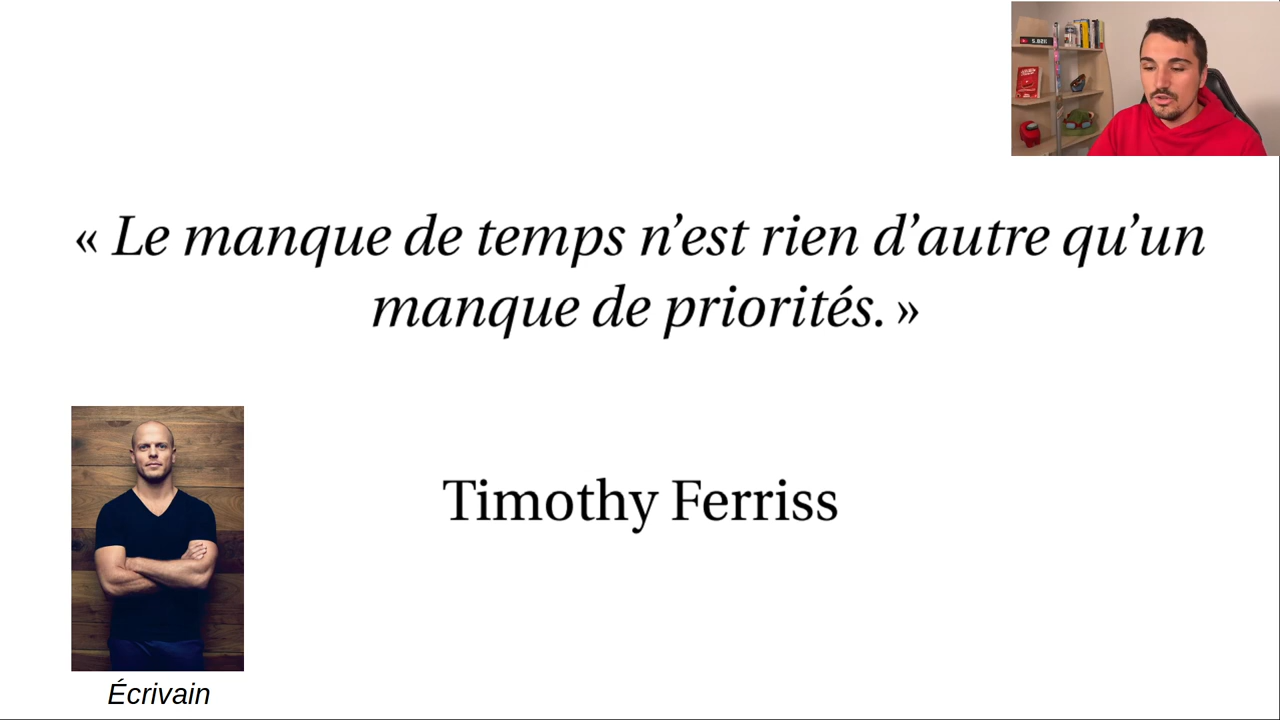 « Le manque de temps n’est rien d’autre qu’un
manque de priorités. »
Timothy Ferriss
Écrivain